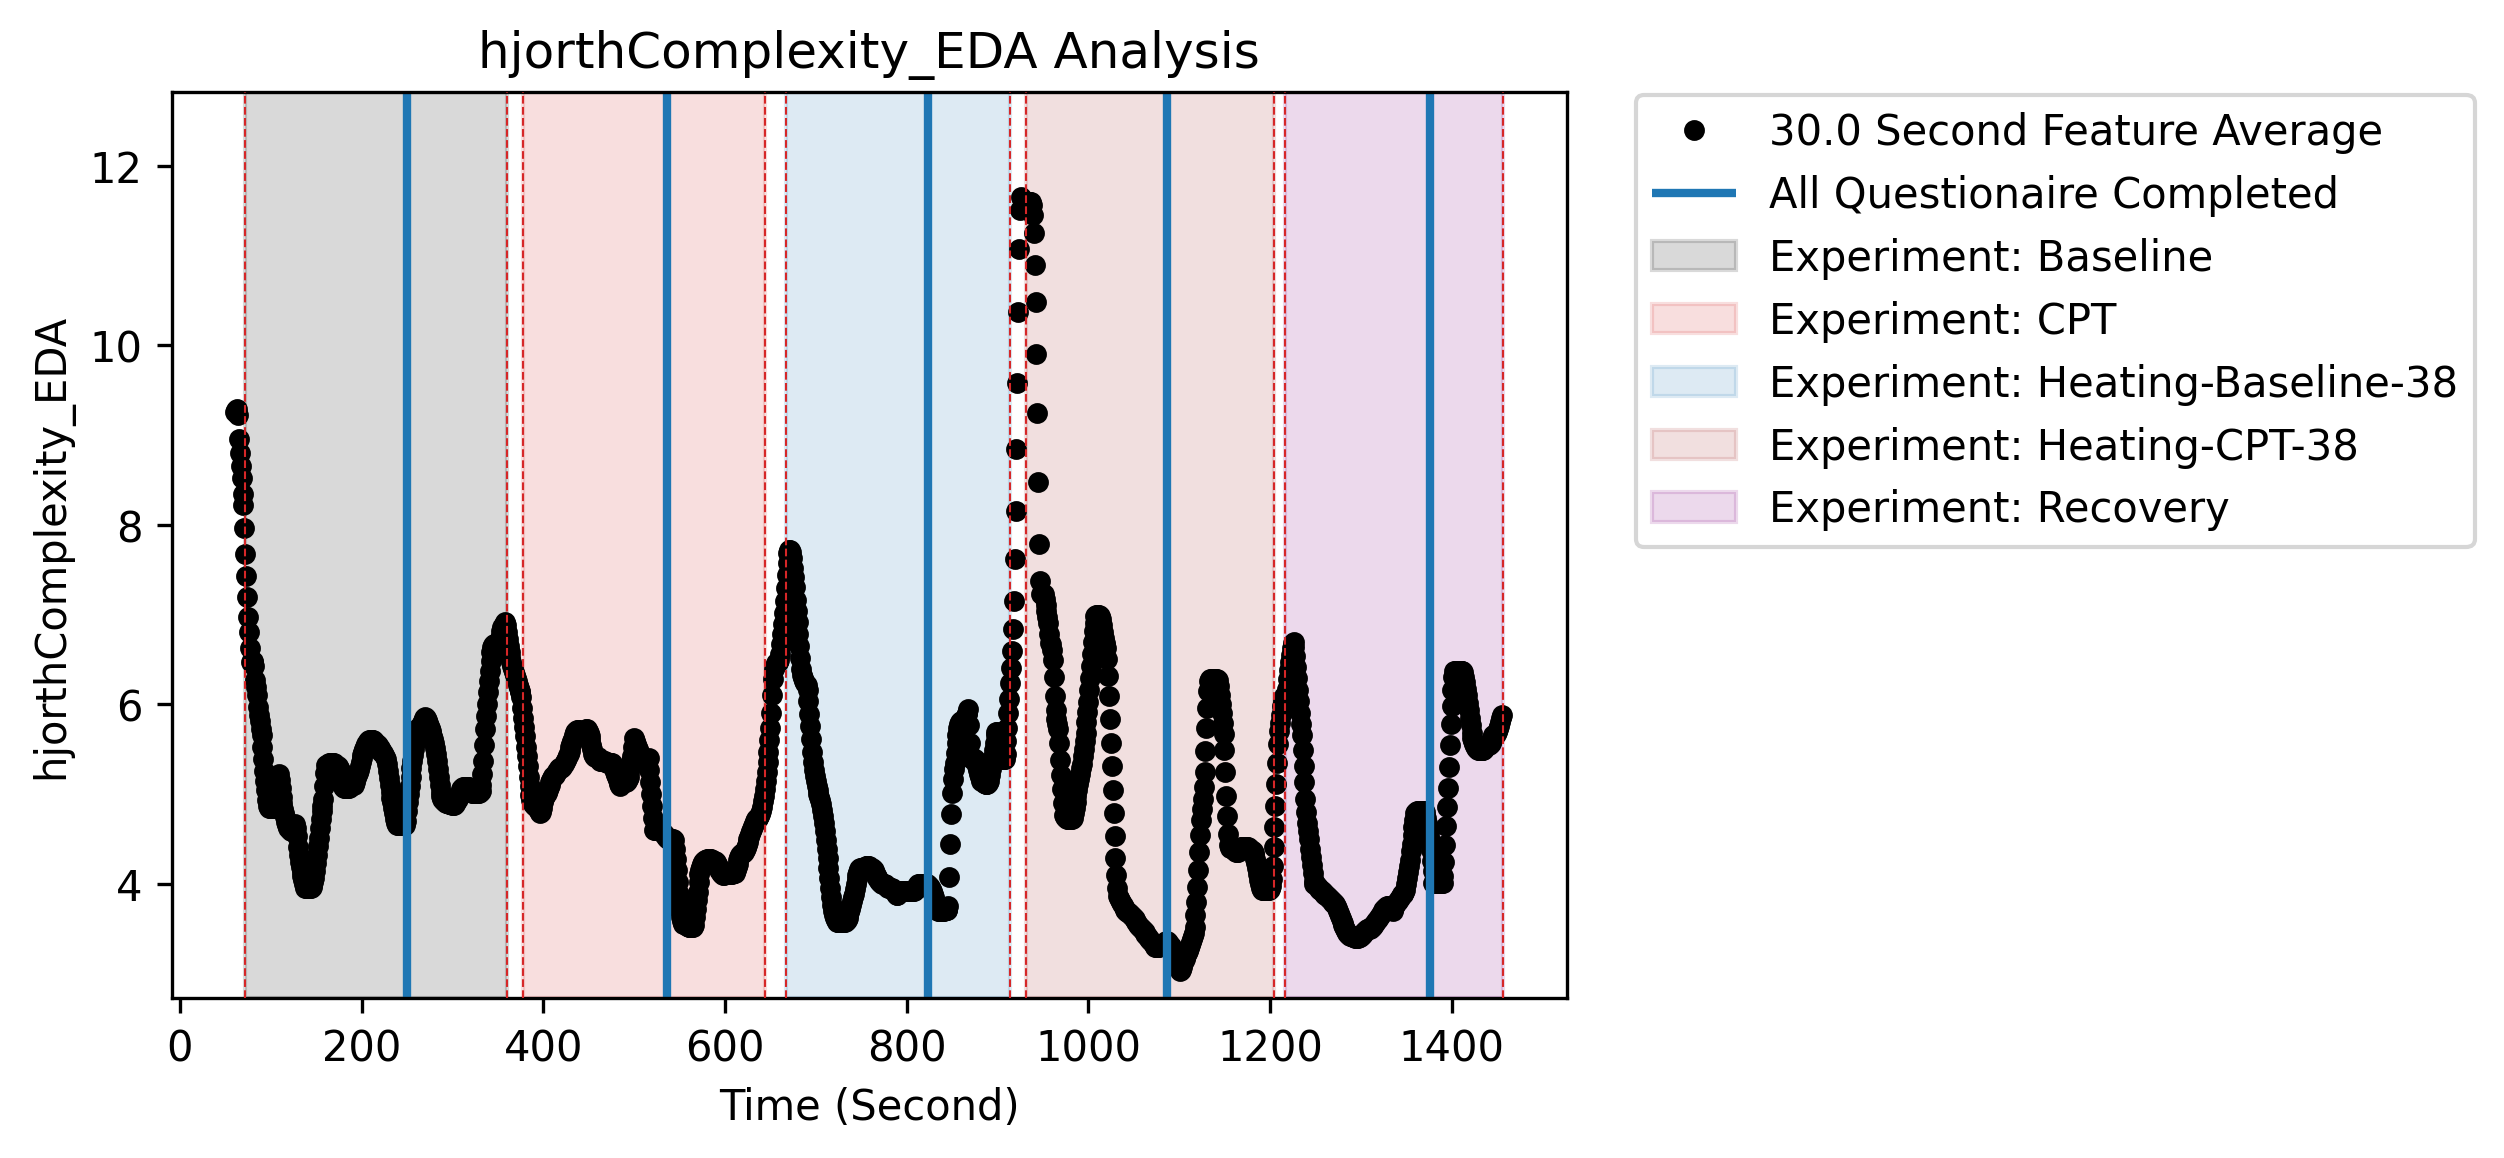 hjorthComplexity_EDA Analysis
hjorthComplexity_EDA
12
10
8
6
4
0 200 400 600 800 1000 1200 1400
Time (Second)
30.0 Second Feature Average
All Questionaire Completed
Experiment: Baseline
Experiment: CPT
Experiment: Heating-Baseline-38
Experiment: Heating-CPT-38
Experiment: Recovery